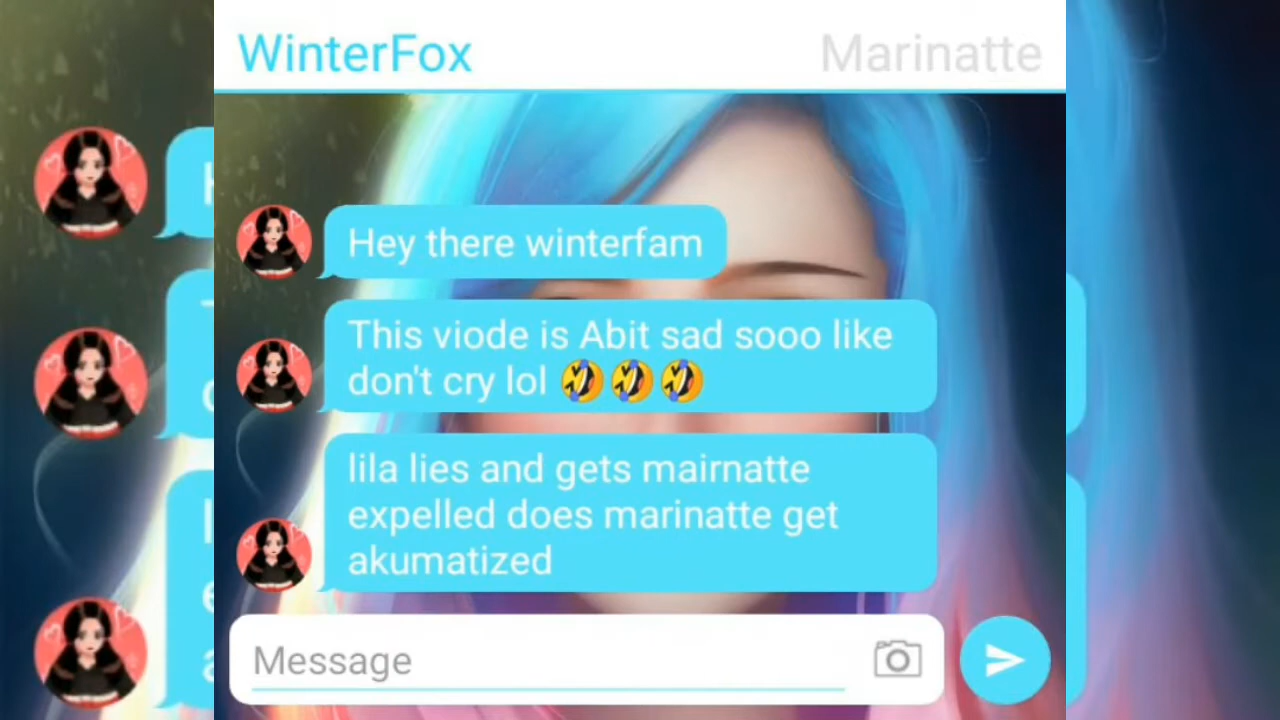 WinterFox Marinatte
Hey there winterfam
This viode is Abit sad sooo like
don't cry lol 🤣🤣🤣
lila lies and gets mairnatte
expelled does marinatte get
akumatized
Message